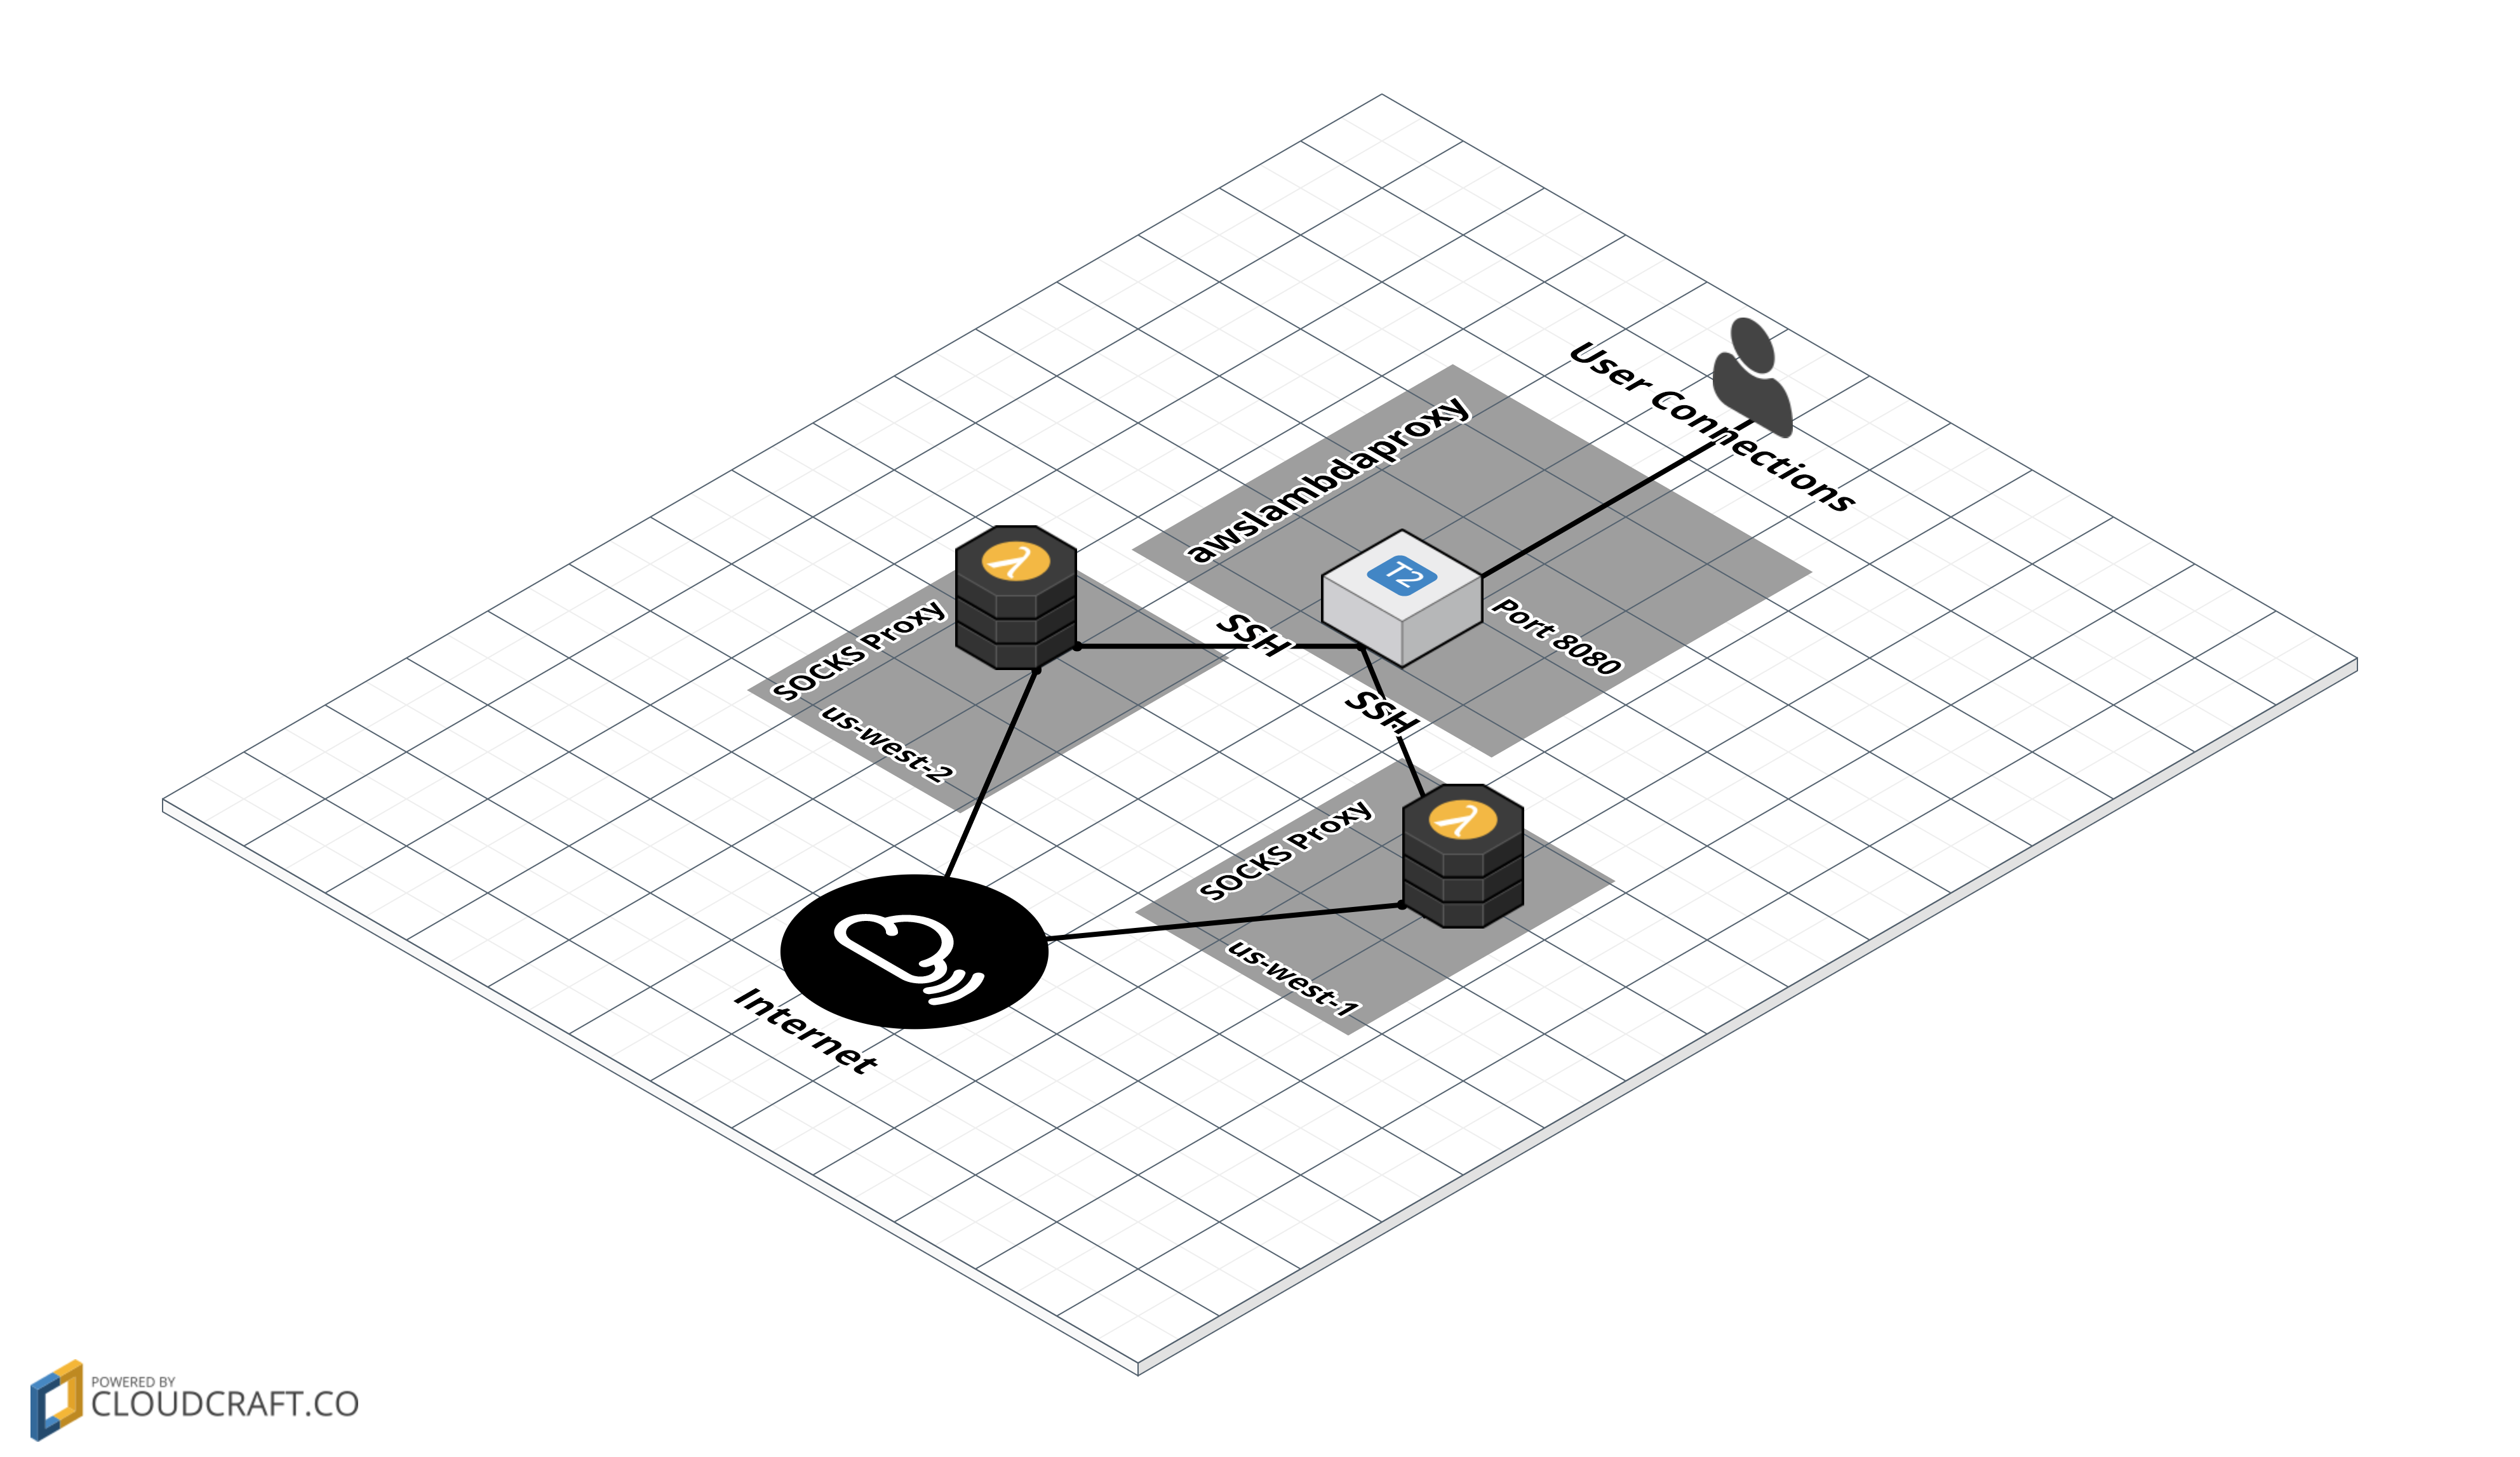 User Connections
awslambdaproxy
T2
Port 8080
SSH
SSH
SOCKS Proxy
us-west-2
SOCKS Proxy
us-west-1
Internet
POWERED BY
CLOUDCRAFT.CO